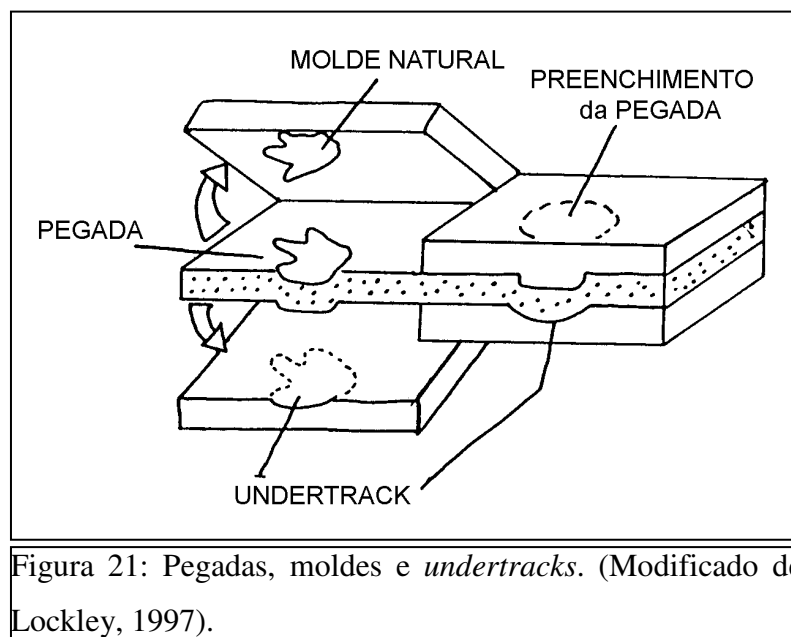 MOLDE NATURAL
PREENCHIMENTO
da PEGADA
PEGADA
UNDERTRACK
Figura 21: Pegadas, moldes e undertracks. (Modificado de
Lockley, 1997).